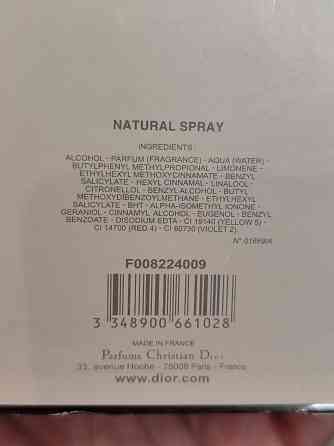 NATURAL SPRAY
INGREDIENTS :
ALCOHOL - PARFUM (FRAGRANCE) - AQUA (WATER) -
BUTYLPHENYL METHYLPROPIONAL - LIMONENE -
ETHYLHEXYL METHOXYCINNAMATE - BENZYL
SALICYLATE - HEXYL CINNAMAL - LINALOOL -
CITRONELLOL - BENZYL ALCOHOL - BUTYL
METHOXYDIBENZOYLMETHANE - ETHYLHEXYL
SALICYLATE - BHT - ALPHA-ISOMETHYL IONONE -
GERANIOL - CINNAMYL ALCOHOL - EUGENOL - BENZYL
BENZOATE - DISODIUM EDTA - CI 19140 (YELLOW 5) -
CI 14700 (RED 4) - CI 60730 (VIOLET 2).
F008224009
3 348900 661028
MADE IN FRANCE
Parfums Christian Dior
33, avenue Hoche - 75008 Paris - France
www.dior.com